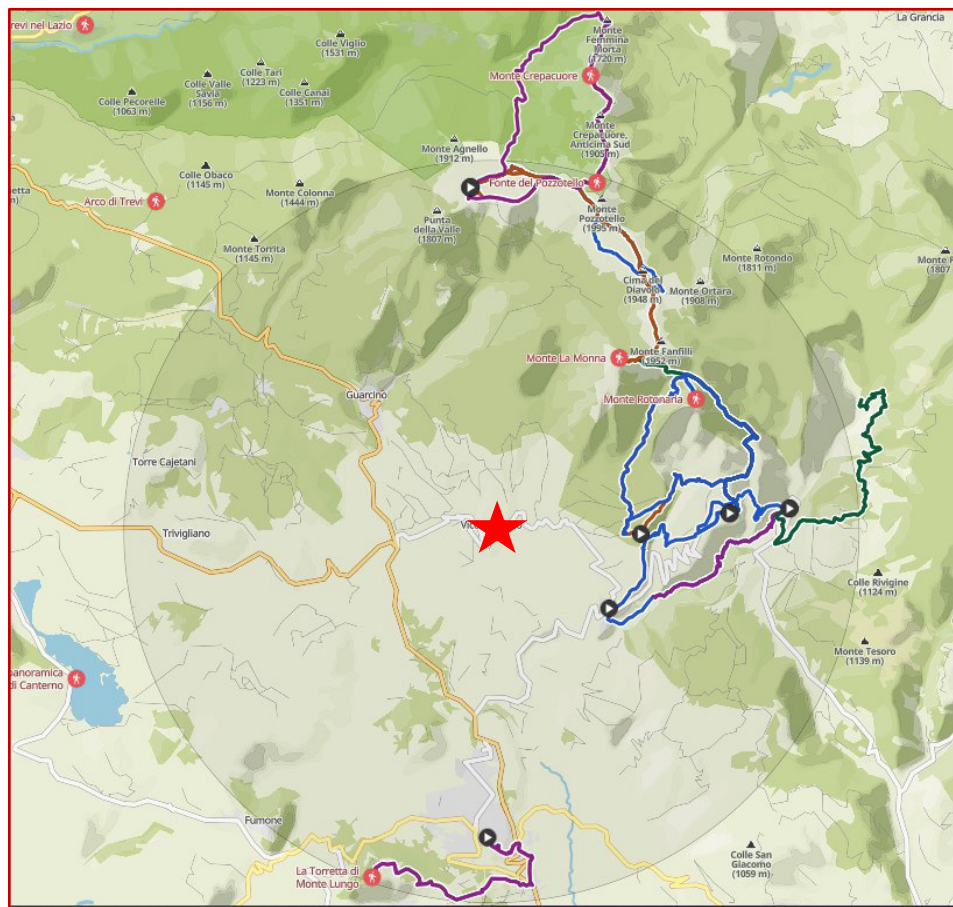 revi nel Lazio
La Grancia
Colle Viglio
(1531 m)
Monte
Femmina
Morta
(1720 m)
Colle Tari
(1223 m)
Colle Valle
Savia
(1156 m)
Colle Canai
(1351 m)
Monte Crepacuore
Colle Pecorelle
(1063 m)
Monte
Crepacuore,
Anticima Sud
(1905 m)
Monte Agnello
(1912 m)
Colle Obaco
(1145 m)
Monte Colonna
(1444 m)
Fonte del Pozzotello
etta
Arco di Trevi
Monte
Pozzotello
(1995 m)
Punta
della Valle
(1807 m)
Monte Torrita
(1145 m)
Monte Rotondo
(1811 m)
(1807
Cima del
Diavolo
(1948 m)
Monte Ortara
(1908 m)
Monte La Monna
Monte Fanfilli
(1952 m)
Guarcino
Monte Rotonaria
Torre Cajetani
Trivigliano
Colle Rivigine
(1124 m)
Monte Tesoro
(1139 m)
panoramica
di Canterno
Fumone
La Torretta di
Monte Lungo
Colle San
Giacomo
(1059 m)